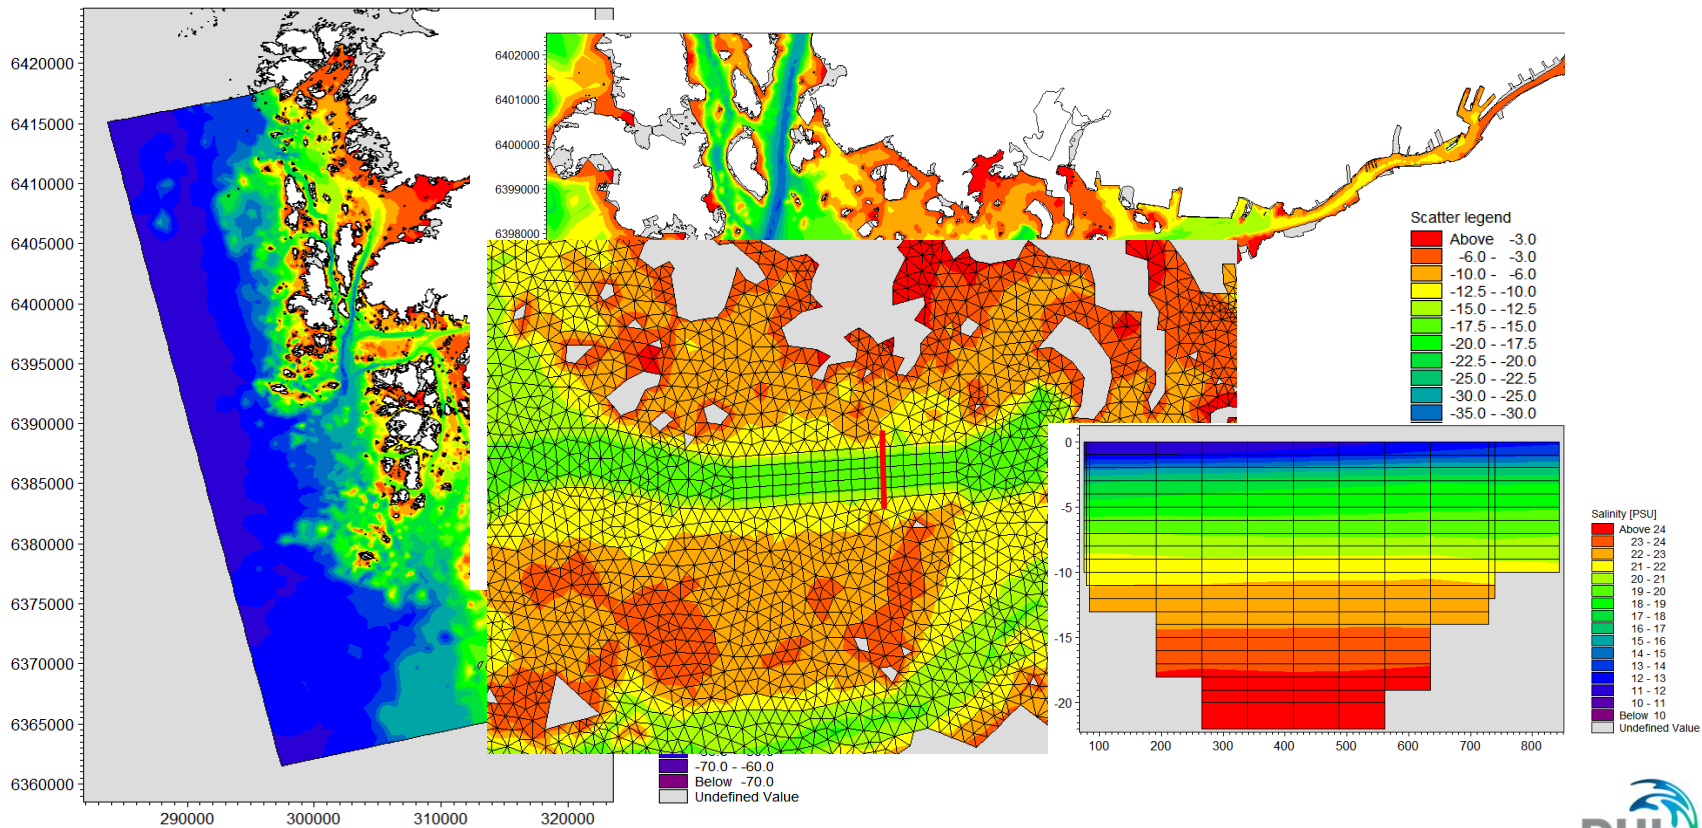 6420000
6415000
6410000
6405000
6400000
6395000
6390000
6385000
6380000
6375000
6370000
6365000
6360000
290000
300000
310000
320000
6402000
6401000
6400000
6399000
6398000
Scatter legend
Above -3.0
-6.0 - -3.0
-10.0 - -6.0
-12.5 - -10.0
-15.0 - -12.5
-17.5 - -15.0
-20.0 - -17.5
-22.5 - -20.0
-25.0 - -22.5
-30.0 - -25.0
-35.0 - -30.0
-70.0 - -60.0
Below -70.0
Undefined Value
0
-5
-10
-15
-20
100 200 300 400 500 600 700 800
Salinity [PSU]
Above 24
23 - 24
22 - 23
21 - 22
20 - 21
19 - 20
18 - 19
17 - 18
16 - 17
15 - 16
14 - 15
13 - 14
12 - 13
11 - 12
10 - 11
Below 10
Undefined Value